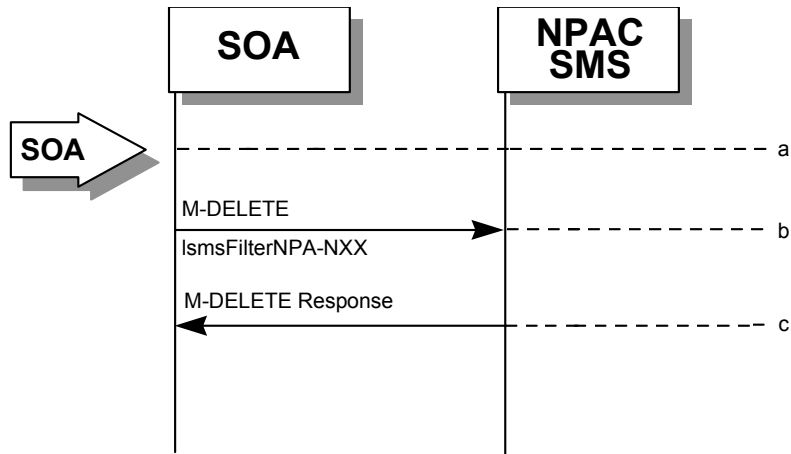 SOA
NPAC
SMS
SOA
a
M-DELETE
b
lsmsFilterNPA-NXX
M-DELETE Response
c